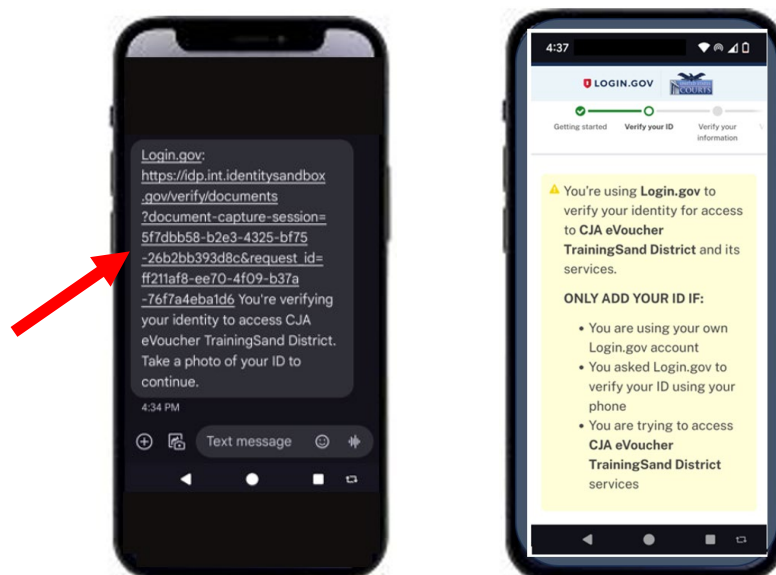 Login.gov:
https://idp.int.identitysandbox
.gov/verify/documents
?document-capture-session=
5f7dbb58-b2e3-4325-bf75
-26b2bb393d8c&request_id=
ff211af8-ee70-4f09-b37a
-76f7a4eba1d6 You're verifying
your identity to access CJA
eVoucher TrainingSand District.
Take a photo of your ID to
continue.
4:34 PM
Text message
4:37
LOGIN.GOV
COURTS
Getting started
Verify your ID
Verify your
information
You're using Login.gov to
verify your identity for access
to CJA eVoucher
TrainingSand District and its
services.
ONLY ADD YOUR ID IF:
• You are using your own
Login.gov account
• You asked Login.gov to
verify your ID using your
phone
• You are trying to access
CJA eVoucher
TrainingSand District
services